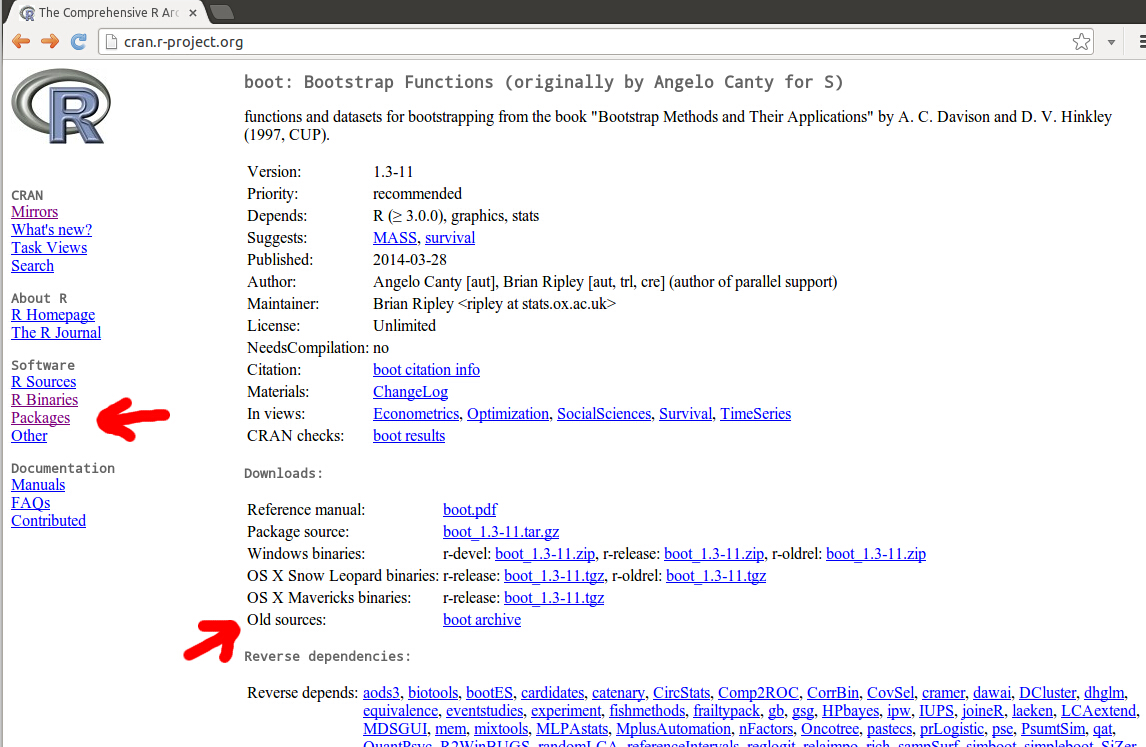 The Comprehensive R Arc
cran.r-project.org
R
CRAN
Mirrors
What's new?
Task Views
Search
About R
R Homepage
The R Journal
Software
R Sources
R Binaries
Packages
Other
Documentation
Manuals
FAQs
Contributed
boot: Bootstrap Functions (originally by Angelo Canty for S)
functions and datasets for bootstrapping from the book "Bootstrap Methods and Their Applications" by A. C. Davison and D. V. Hinkley
(1997, CUP).
Version: 1.3-11
Priority: recommended
Depends: R (≥ 3.0.0), graphics, stats
Suggests: MASS, survival
Published: 2014-03-28
Author: Angelo Canty [aut], Brian Ripley [aut, trl, cre] (author of parallel support)
Maintainer: Brian Ripley <ripley at stats.ox.ac.uk>
License: Unlimited
NeedsCompilation: no
Citation: boot citation info
Materials: ChangeLog
In views: Econometrics, Optimization, SocialSciences, Survival, TimeSeries
CRAN checks: boot results
Downloads:
Reference manual: boot.pdf
Package source: boot_1.3-11.tar.gz
Windows binaries: r-devel: boot_1.3-11.zip, r-release: boot_1.3-11.zip, r-oldrel: boot_1.3-11.zip
OS X Snow Leopard binaries: r-release: boot_1.3-11.tgz, r-oldrel: boot_1.3-11.tgz
OS X Mavericks binaries: r-release: boot_1.3-11.tgz
Old sources: boot archive
Reverse dependencies:
Reverse depends: aods3, biotools, bootES, cardidates, catenary, CircStats, Comp2ROC, CorrBin, CovSel, cramer, dawai, DCluster, dhglm,
equivalence, eventstudies, experiment, fishmethods, frailtypack, gb, gsg, HPbayes, ipw, IUPS, joineR, laeken, LCAextend,
MDSGUI, mem, mixtools, MLPAstats, MplusAutomation, nFactors, Oncotree, pastecs, prLogistic, pse, PsumtSim, qat,
QuantPsyc, R2WinBUGS, randomLCA, referenceIntervals, reglogit, relaimpo, rich, sampSurf, simboot, simpleboot, SiZer